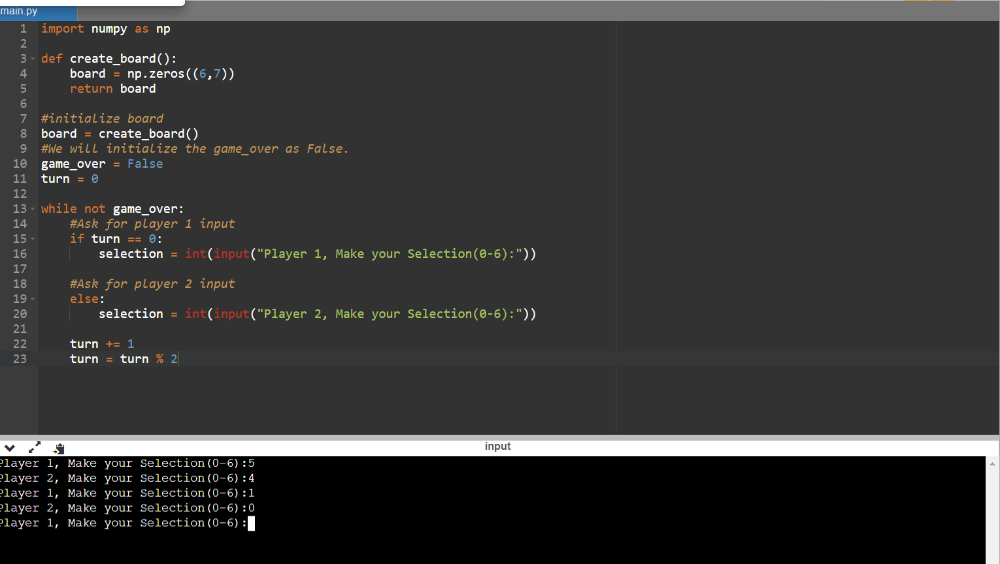 main.py
1 import numpy as np
2
3 def create_board():
4     board = np.zeros((6,7))
5     return board
6
7 #initialize board
8 board = create_board()
9 #We will initialize the game_over as False.
10 game_over = False
11 turn = 0
12
13 while not game_over:
14     #Ask for player 1 input
15     if turn == 0:
16         selection = int(input("Player 1, Make your Selection(0-6):"))
17
18     #Ask for player 2 input
19     else:
20         selection = int(input("Player 2, Make your Selection(0-6):"))
21
22     turn += 1
23     turn = turn % 2
input
Player 1, Make your Selection(0-6):5
Player 2, Make your Selection(0-6):4
Player 1, Make your Selection(0-6):1
Player 2, Make your Selection(0-6):0
Player 1, Make your Selection(0-6):